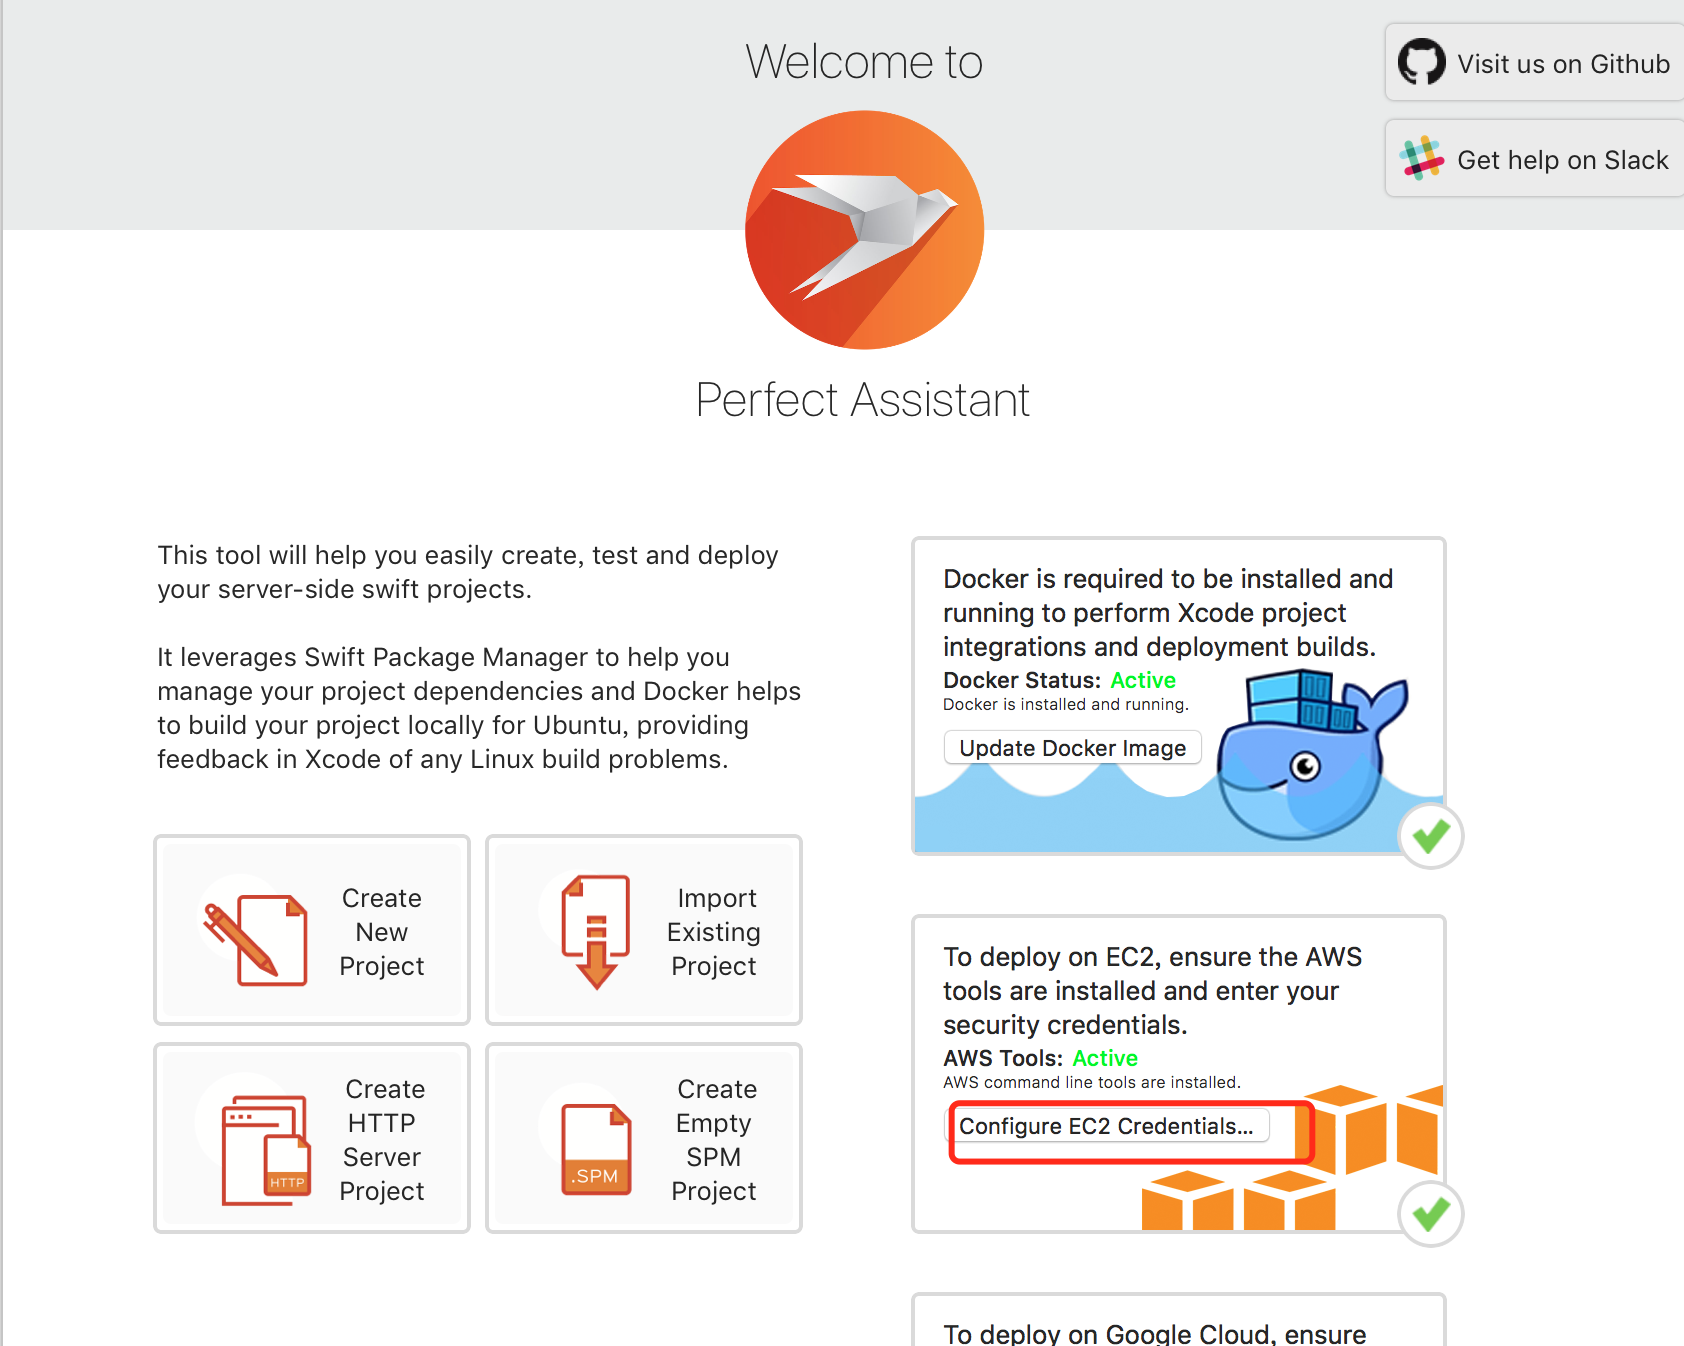 Welcome to
Visit us on Github
Get help on Slack
Perfect Assistant
This tool will help you easily create, test and deploy
your server-side swift projects.
It leverages Swift Package Manager to help you
manage your project dependencies and Docker helps
to build your project locally for Ubuntu, providing
feedback in Xcode of any Linux build problems.
Create
New
Project
Import
Existing
Project
Create
HTTP
Server
Project
HTTP
Create
Empty
SPM
Project
.SPM
Docker is required to be installed and
running to perform Xcode project
integrations and deployment builds.
Docker Status: Active
Docker is installed and running.
Update Docker Image
To deploy on EC2, ensure the AWS
tools are installed and enter your
security credentials.
AWS Tools: Active
AWS command line tools are installed.
Configure EC2 Credentials...
To deploy on Google Cloud, ensure